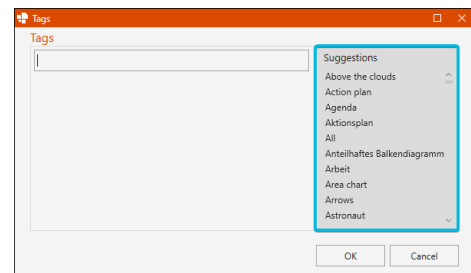 Tags
Tags
Suggestions
Above the clouds
Action plan
Agenda
Aktionsplan
All
Anteilhaftes Balkendiagramm
Arbeit
Area chart
Arrows
Astronaut
OK
Cancel